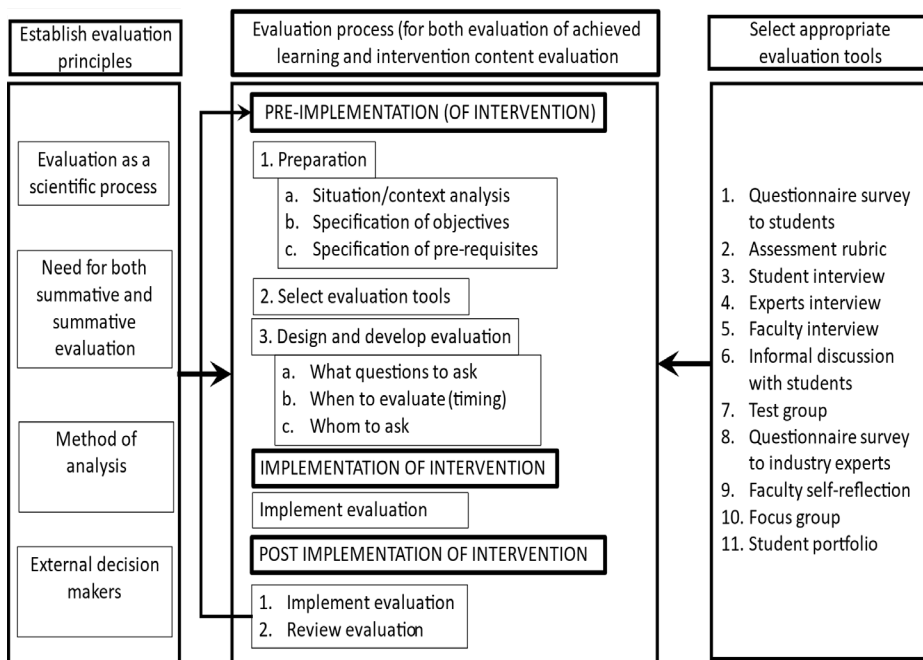 Establish evaluation
principles
Evaluation as a
scientific process
Need for both
summative and
summative
evaluation
Method of
analysis
External decision
makers
Evaluation process (for both evaluation of achieved
learning and intervention content evaluation
PRE-IMPLEMENTATION (OF INTERVENTION)
1. Preparation
a. Situation/context analysis
b. Specification of objectives
c. Specification of pre-requisites
2. Select evaluation tools
3. Design and develop evaluation
a. What questions to ask
b. When to evaluate (timing)
c. Whom to ask
IMPLEMENTATION OF INTERVENTION
Implement evaluation
POST IMPLEMENTATION OF INTERVENTION
1. Implement evaluation
2. Review evaluation
Select appropriate
evaluation tools
1. Questionnaire survey
to students
2. Assessment rubric
3. Student interview
4. Experts interview
5. Faculty interview
6. Informal discussion
with students
7. Test group
8. Questionnaire survey
to industry experts
9. Faculty self-reflection
10. Focus group
11. Student portfolio